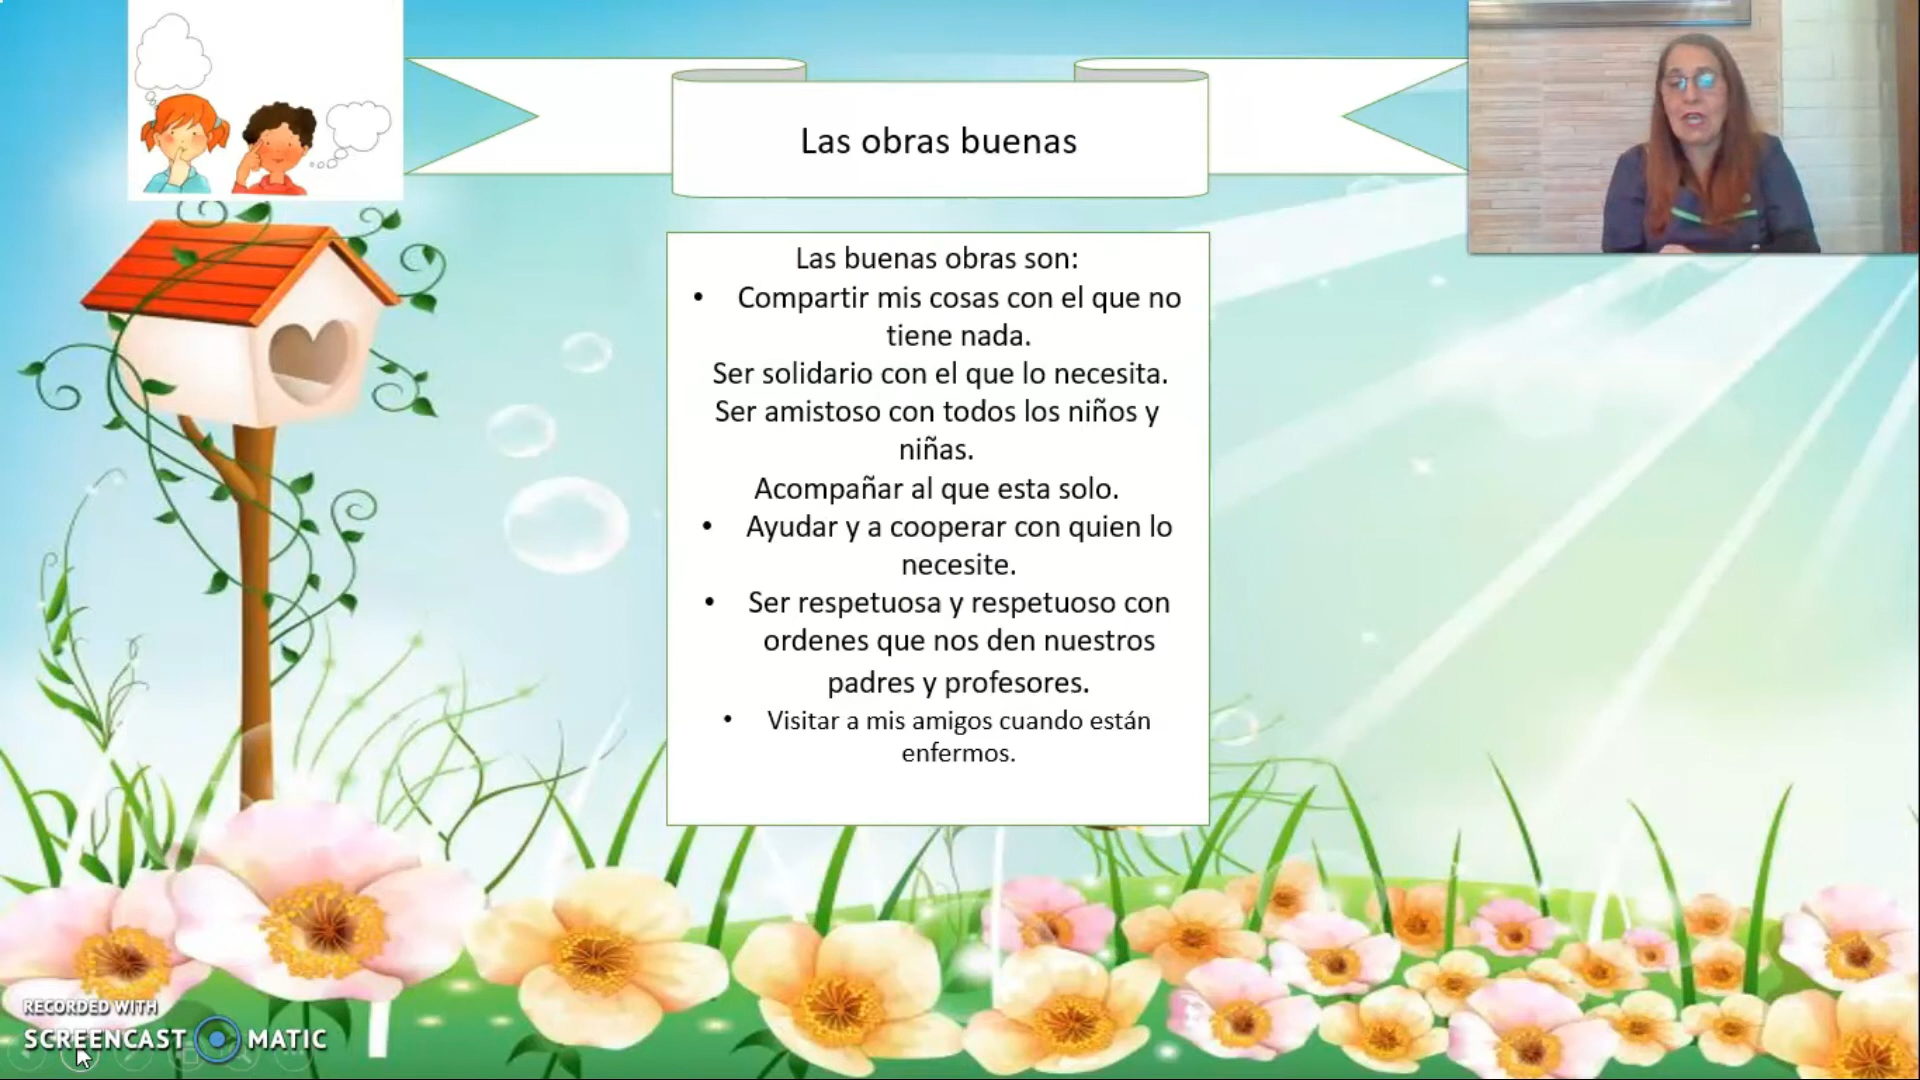 Las obras buenas
Las buenas obras son:
• Compartir mis cosas con el que no
tiene nada.
Ser solidario con el que lo necesita.
Ser amistoso con todos los niños y
niñas.
Acompañar al que esta solo.
• Ayudar y a cooperar con quien lo
necesite.
• Ser respetuosa y respetuoso con
ordenes que nos den nuestros
padres y profesores.
• Visitar a mis amigos cuando están
enfermos.
RECORDED WITH
SCREENCAST MATIC